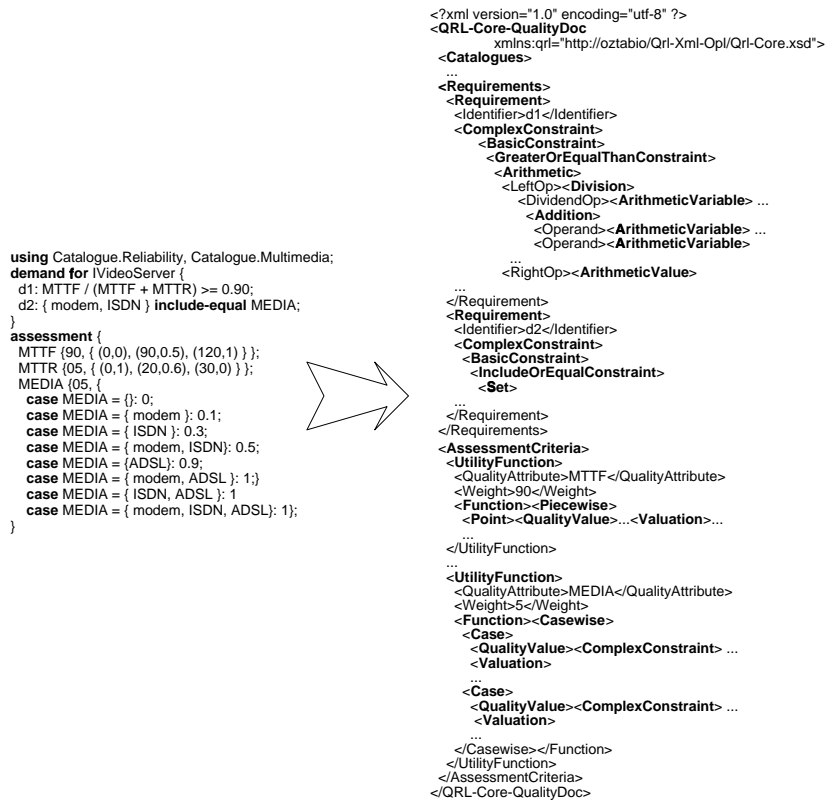 using Catalogue.Reliability, Catalogue.Multimedia;
demand for IVideoServer {
d1: MTTF / (MTTF + MTTR) >= 0.90;
d2: { modem, ISDN } include-equal MEDIA;
}
assessment {
MTTF {90, { (0,0), (90,0.5), (120,1) } };
MTTR {05, { (0,1), (20,0.6), (30,0) } };
MEDIA {05, {
case MEDIA = {}: 0;
case MEDIA = { modem }: 0.1;
case MEDIA = { ISDN }: 0.3;
case MEDIA = { modem, ISDN}: 0.5;
case MEDIA = {ADSL}: 0.9;
case MEDIA = { modem, ADSL }: 1;}
case MEDIA = { ISDN, ADSL }: 1
case MEDIA = { modem, ISDN, ADSL}: 1};
}
<?xml version="1.0" encoding="utf-8" ?>
<QRL-Core-QualityDoc
xmlns:qrl="http://oztabio/Qrl-Xml-Opl/Qrl-Core.xsd">
<Catalogues>
...
<Requirements>
<Requirement>
<Identifier>d1</Identifier>
<ComplexConstraint>
<BasicConstraint>
<GreaterOrEqualThanConstraint>
<Arithmetic>
<LeftOp><Division>
<DividendOp><ArithmeticVariable> ...
<Addition>
<Operand><ArithmeticVariable> ...
<Operand><ArithmeticVariable>
...
<RightOp><ArithmeticValue>
...
</Requirement>
<Requirement>
<Identifier>d2</Identifier>
<ComplexConstraint>
<BasicConstraint>
<IncludeOrEqualConstraint>
<Set>
...
</Requirement>
</Requirements>
<AssessmentCriteria>
<UtilityFunction>
<QualityAttribute>MTTF</QualityAttribute>
<Weight>90</Weight>
<Function><Piecewise>
<Point><QualityValue>...<Valuation>...
...
</UtilityFunction>
...
<UtilityFunction>
<QualityAttribute>MEDIA</QualityAttribute>
<Weight>5</Weight>
<Function><Casewise>
<Case>
<QualityValue><ComplexConstraint> ...
<Valuation>
...
<Case>
<QualityValue><ComplexConstraint> ...
<Valuation>
...
</Casewise></Function>
</UtilityFunction>
</AssessmentCriteria>
</QRL-Core-QualityDoc>